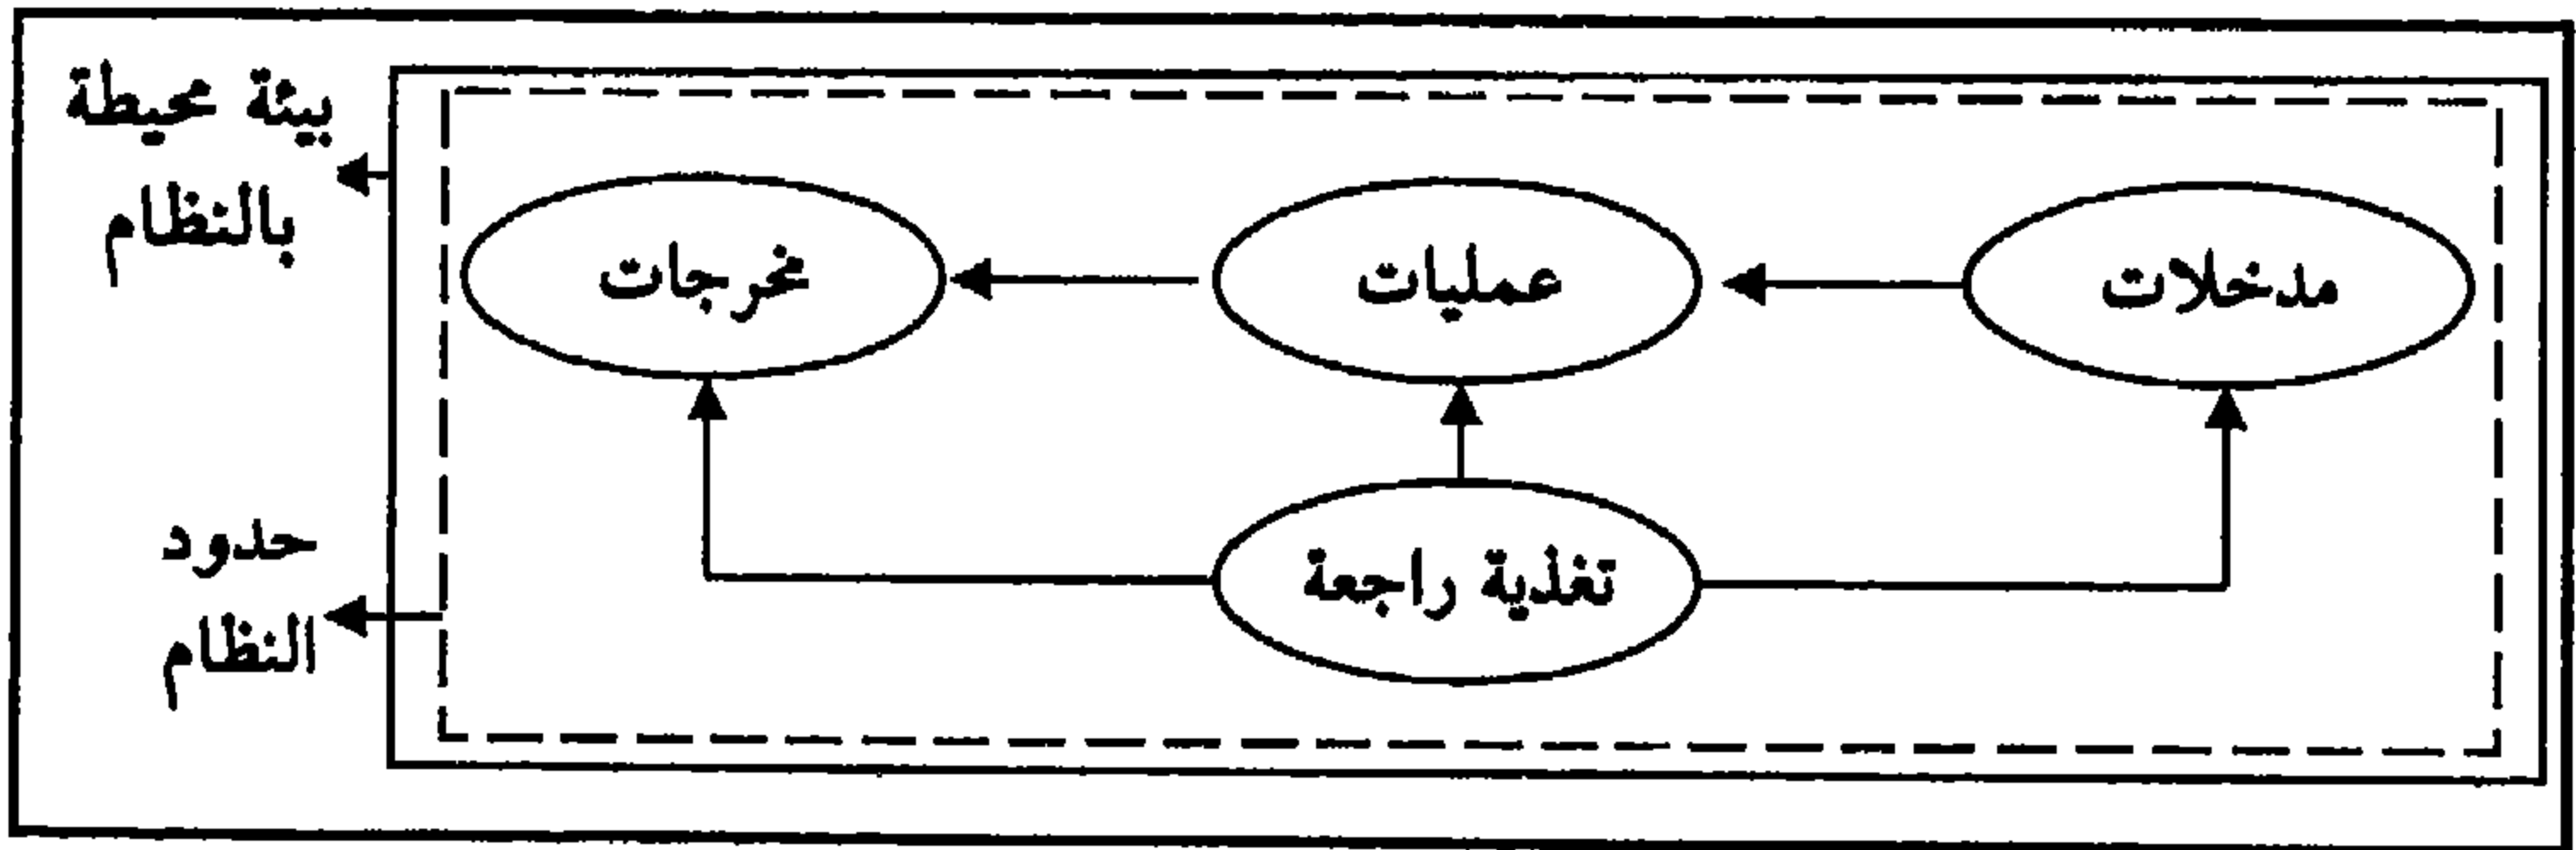 بيئة محيطة
بالنظام
مدخلات
عمليات
مخرجات
تغذية راجعة
حدود
النظام